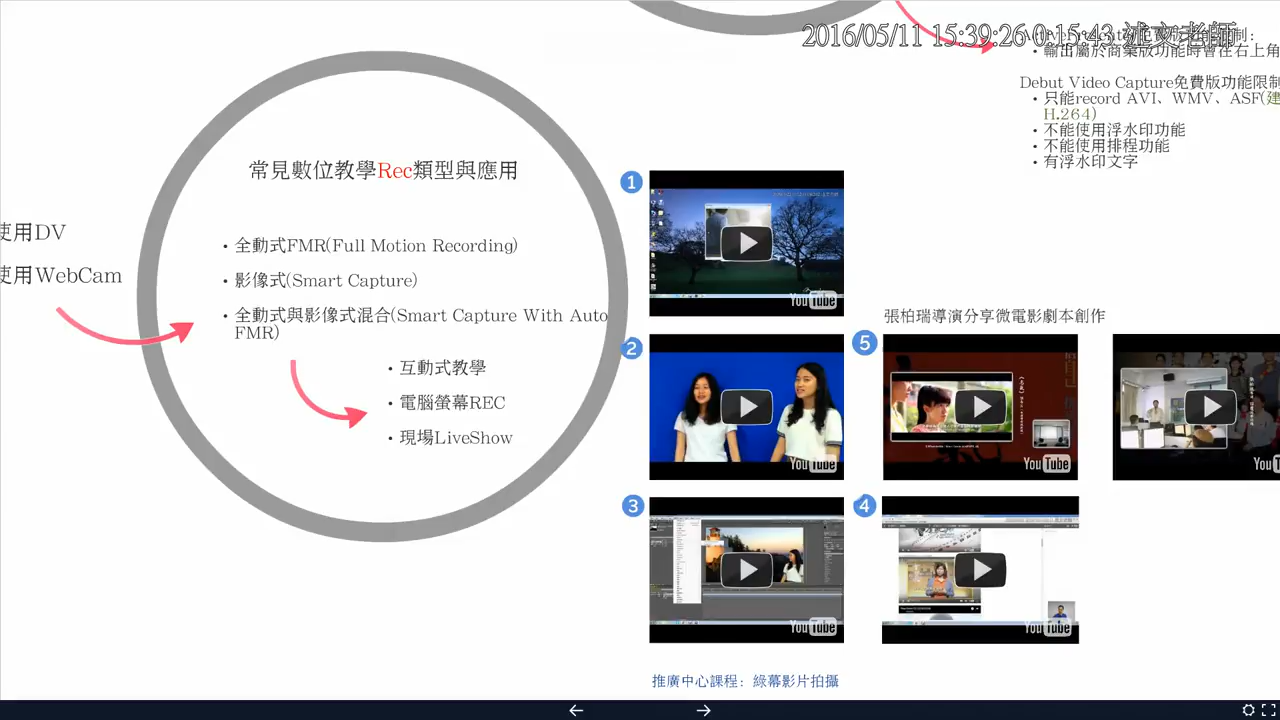 2016/05/11 15:39:26 0:15:43
輸出屬於商業版功能時會在右上角
Debut Video Capture免費版功能限制
只能record AVI、WMV、ASF(建
H.264)
不能使用浮水印功能
不能使用排程功能
有浮水印文字
使用DV
使用WebCam
常見數位教學Rec類型與應用
全動式FMR(Full Motion Recording)
影像式(Smart Capture)
全動式與影像式混合(Smart Capture With Auto
FMR)
互動式教學
電腦螢幕REC
現場LiveShow
1
YouTube
2
YouTube
3
YouTube
張柏瑞導演分享微電影劇本創作
5
YouTube
YouT
4
YouTube
推廣中心課程: 綠幕影片拍攝